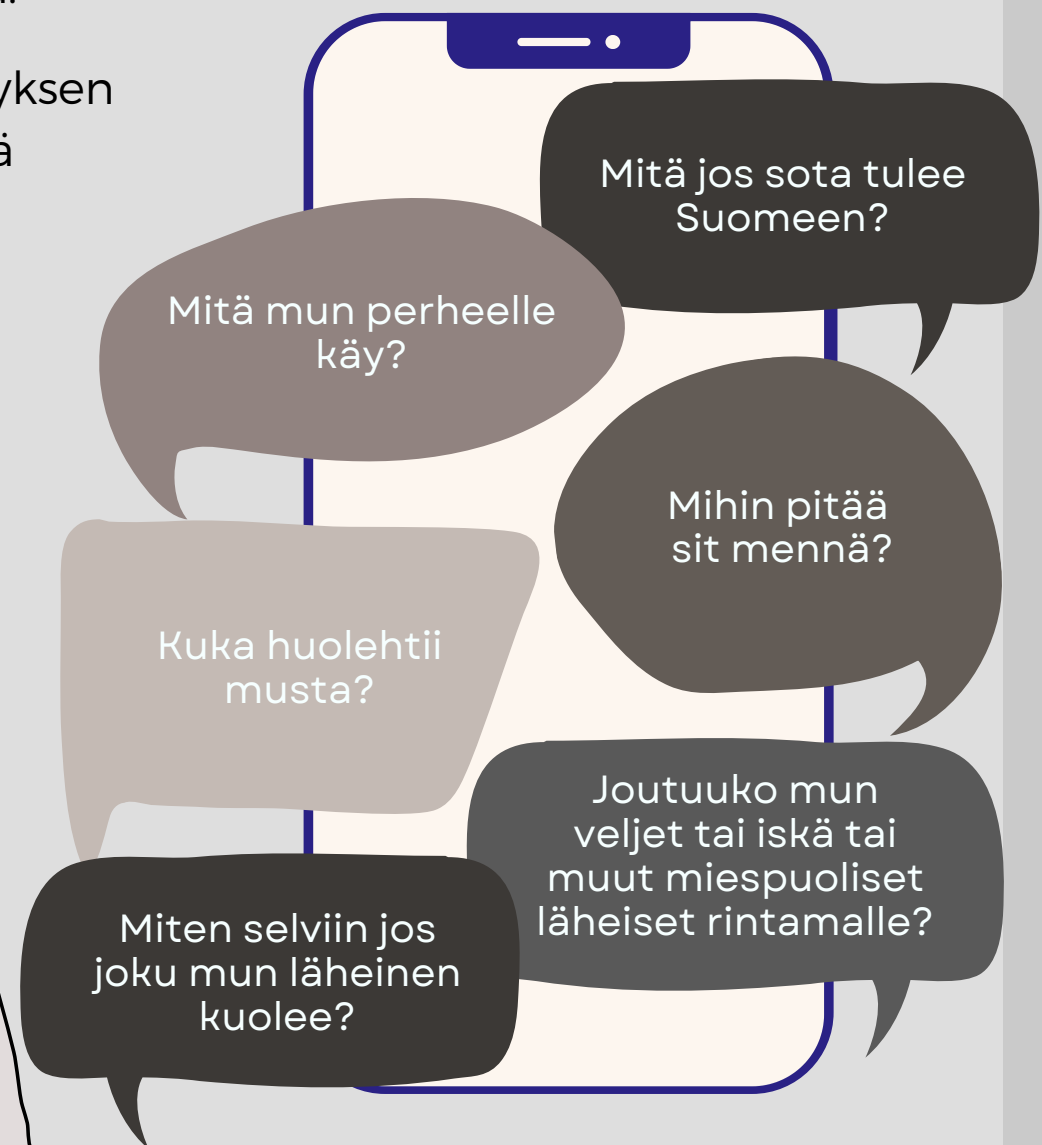 yksen
ä
Mitä jos sota tulee
Suomeen?
Mitä mun perheelle
käy?
Mihin pitää
sit mennä?
Kuka huolehtii
musta?
Joutuuko mun
veljet tai iskä tai
muut miespuoliset
läheiset rintamalle?
Miten selviin jos
joku mun läheinen
kuolee?